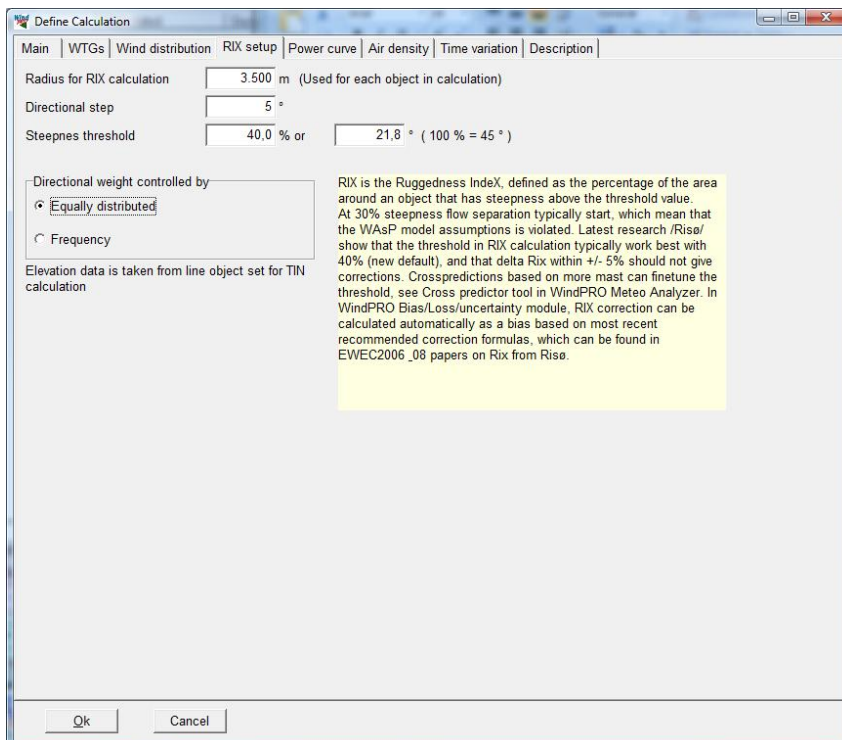 Define Calculation
Main WTGs Wind distribution RIX setup Power curve Air density Time variation Description
Radius for RIX calculation 3.500 m (Used for each object in calculation)
Directional step 5 °
Steepnes threshold 40,0 % or 21,8 ° ( 100 % = 45 ° )
Directional weight controlled by
Equally distributed
Frequency
Elevation data is taken from line object set for TIN
calculation
RIX is the Ruggedness IndeX, defined as the percentage of the area
around an object that has steepness above the threshold value.
At 30% steepness flow separation typically start, which mean that
the WAsP model assumptions is violated. Latest research /Risø/
show that the threshold in RIX calculation typically work best with
40% (new default), and that delta Rix within +/- 5% should not give
corrections. Crosspredictions based on more mast can finetune the
threshold, see Cross predictor tool in WindPRO Meteo Analyzer. In
WindPRO Bias/Loss/uncertainty module, RIX correction can be
calculated automatically as a bias based on most recent
recommended correction formulas, which can be found in
EWEC2006 _08 papers on Rix from Risø.
Ok Cancel